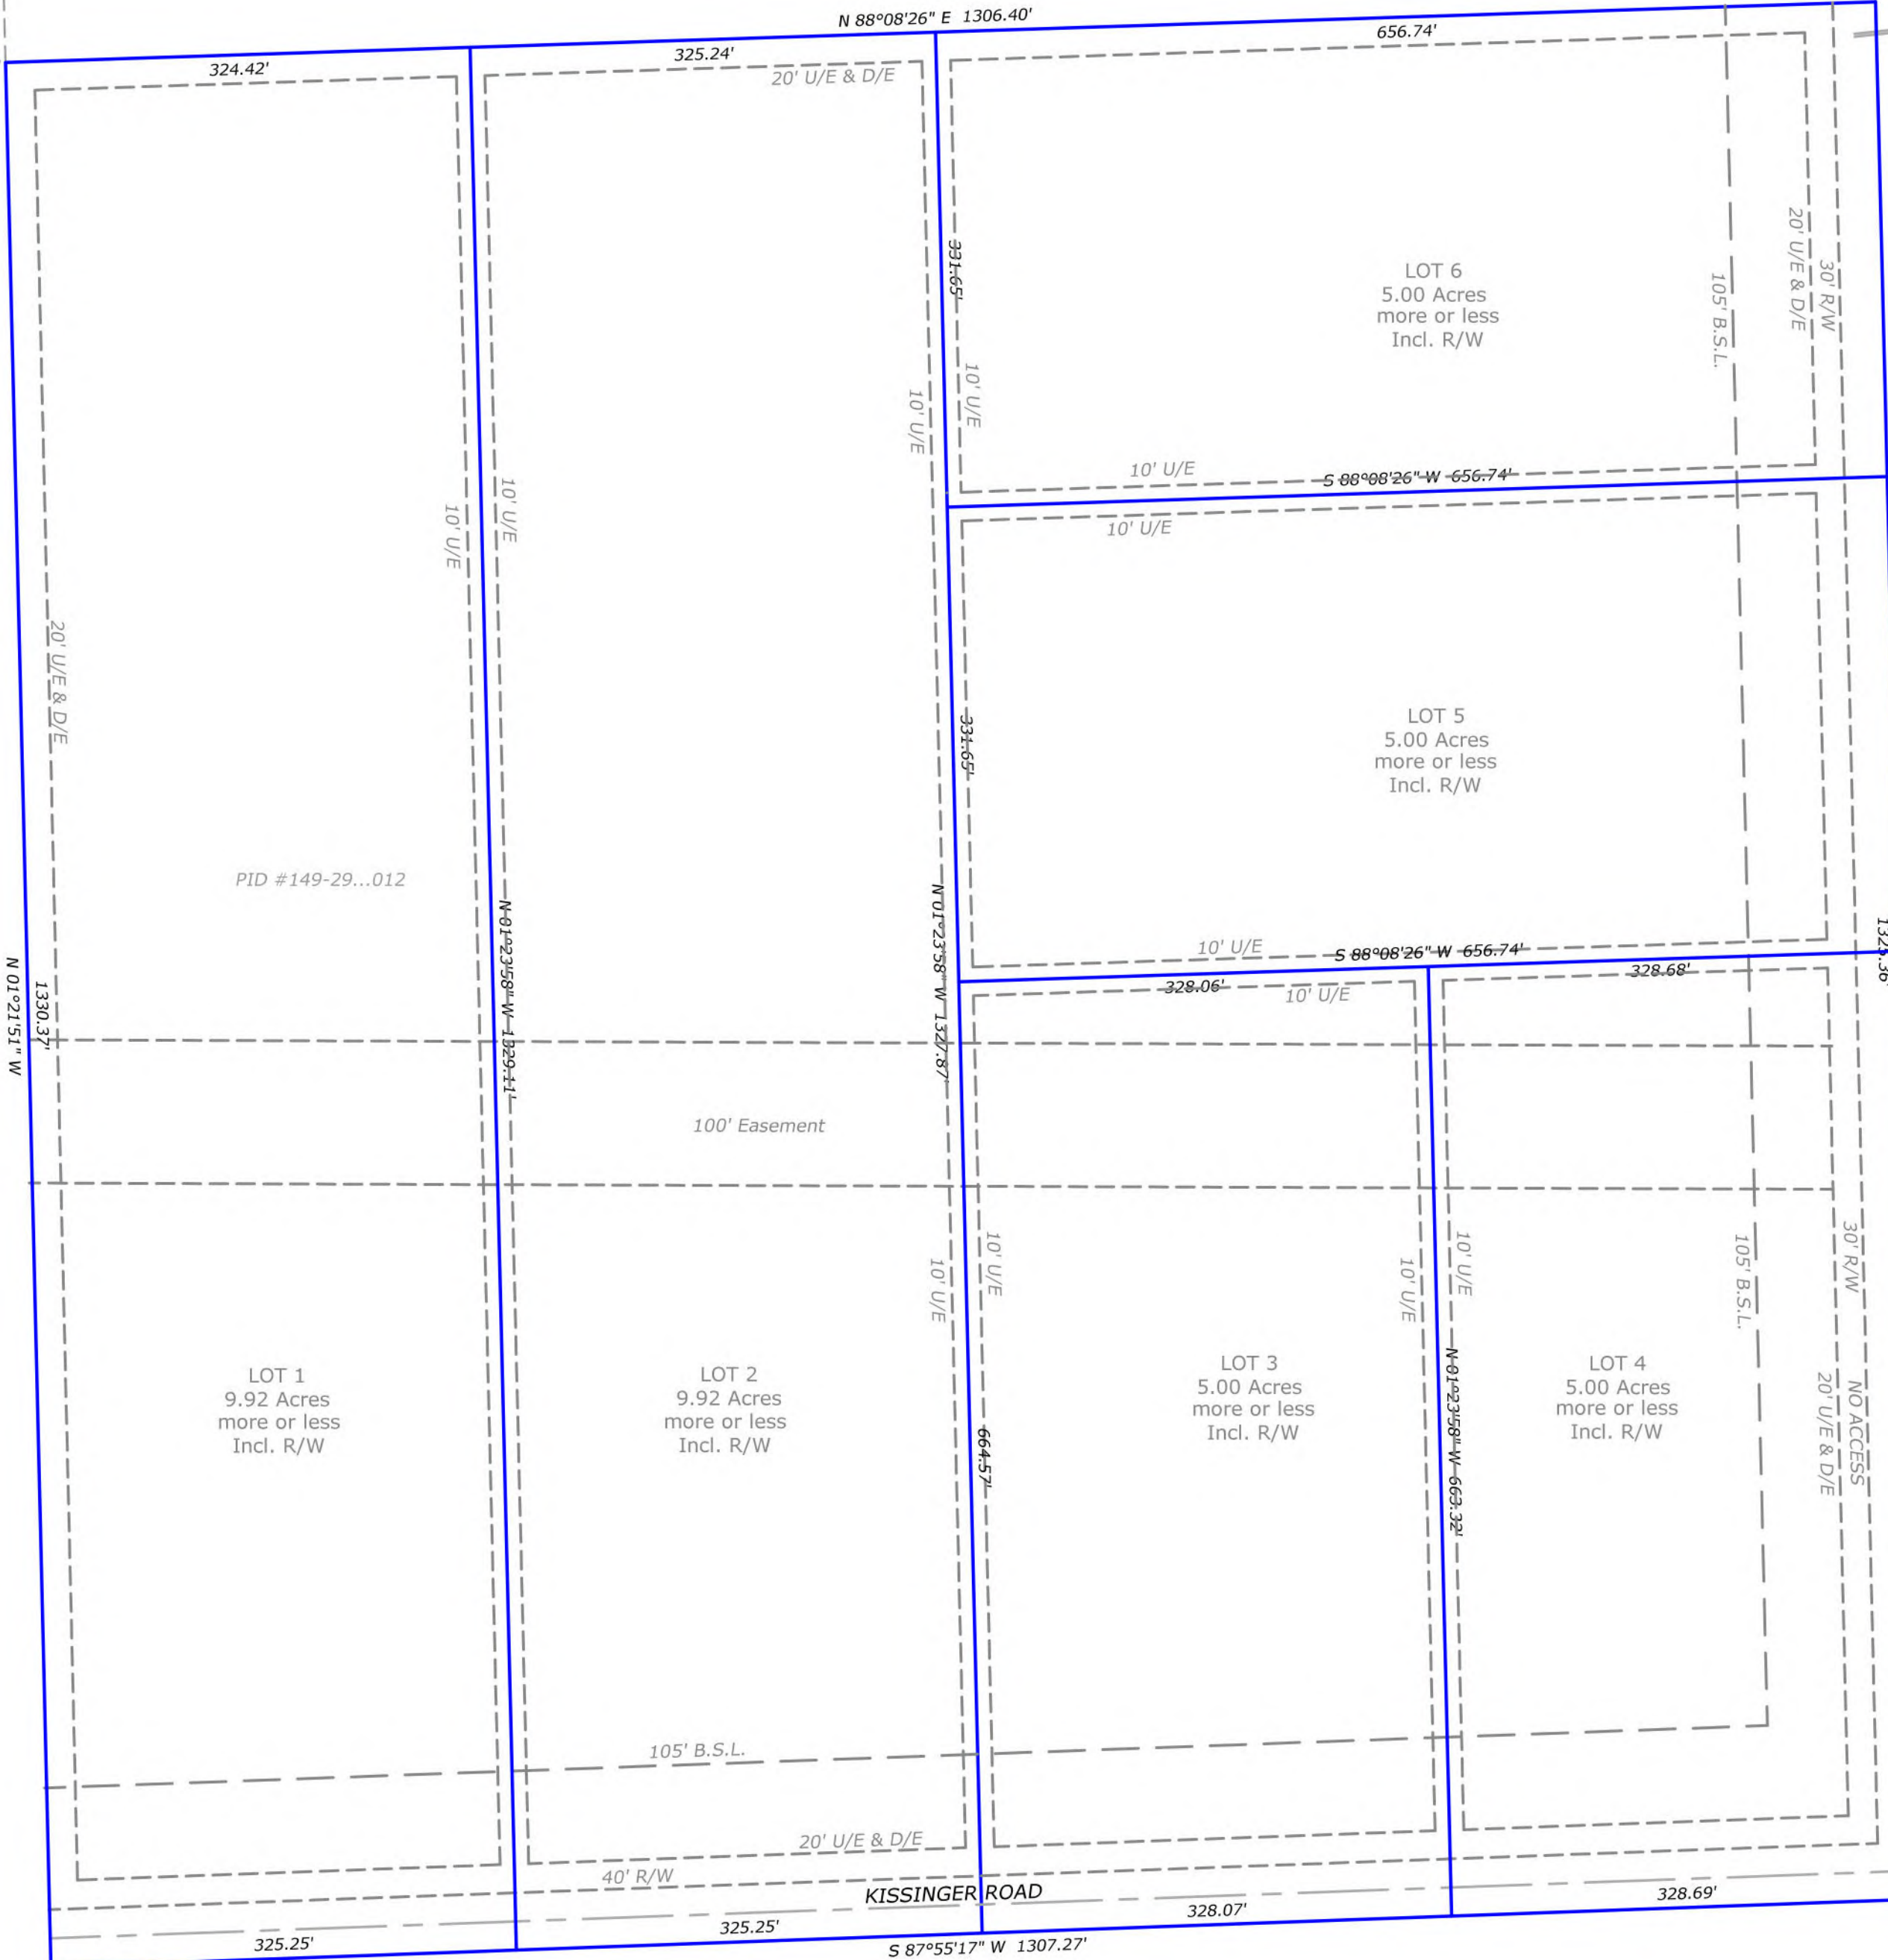 N 88°08'26" E 1306.40'
324.42'
325.24'
656.74'
20' U/E & D/E
331.65'
10' U/E
10' U/E
LOT 6
5.00 Acres
more or less
Incl. R/W
105' B.S.L.
20' U/E & D/E
30' R/W
10' U/E
S 88°08'26" W 656.74'
10' U/E
10' U/E
10' U/E
20' U/E & D/E
331.65'
LOT 5
5.00 Acres
more or less
Incl. R/W
PID #149-29...012
N 01°21'51" W
1330.37'
N 01°23'58" W 1329.11'
N 01°23'58" W 1327.87'
10' U/E
S 88°08'26" W 656.74'
328.06'
10' U/E
328.68'
100' Easement
10' U/E
10' U/E
10' U/E
10' U/E
105' B.S.L.
30' R/W
NO ACCESS
20' U/E & D/E
LOT 1
9.92 Acres
more or less
Incl. R/W
LOT 2
9.92 Acres
more or less
Incl. R/W
664.57'
LOT 3
5.00 Acres
more or less
Incl. R/W
N 01°23'58" W 663.32'
LOT 4
5.00 Acres
more or less
Incl. R/W
105' B.S.L.
20' U/E & D/E
40' R/W
KISSINGER ROAD
325.25'
325.25'
328.07'
328.69'
S 87°55'17" W 1307.27'